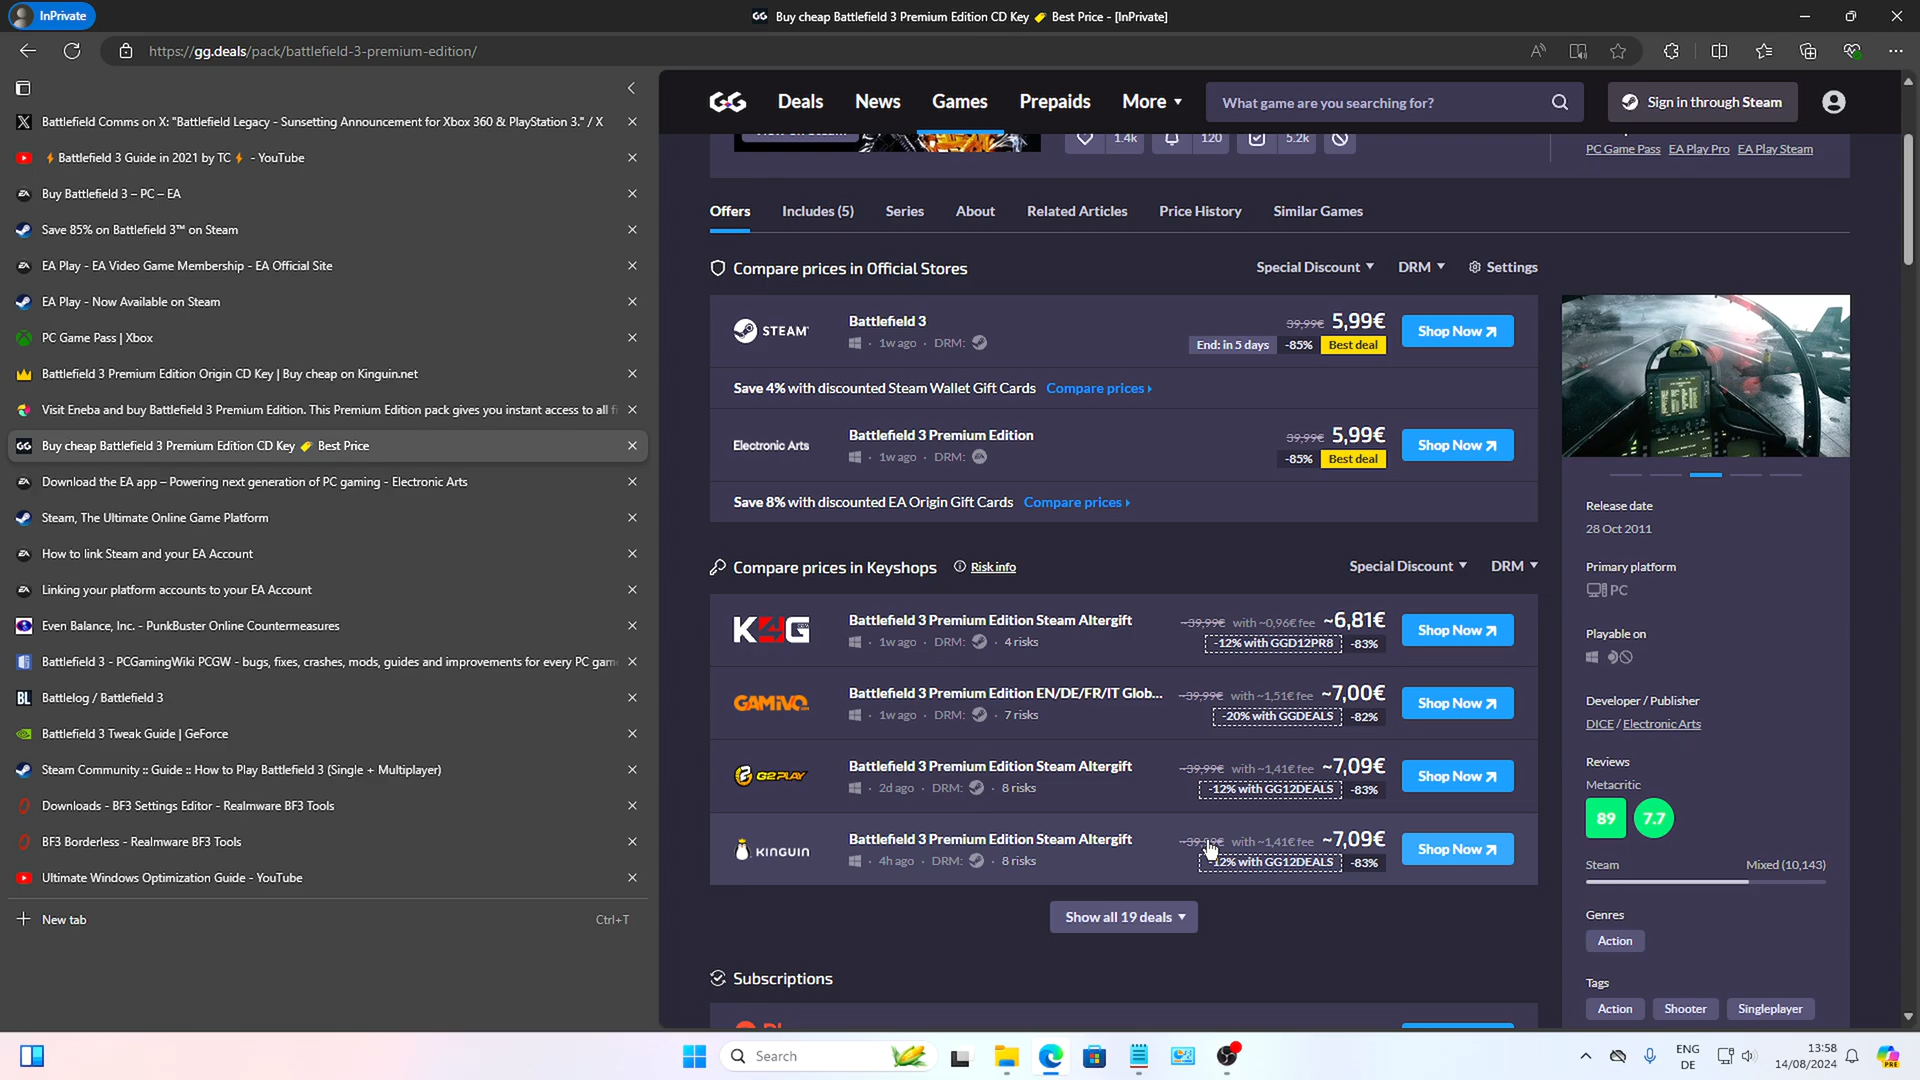 InPrivate
Buy cheap Battlefield 3 Premium Edition CD Key 🏷️ Best Price - [InPrivate]
https://gg.deals/pack/battlefield-3-premium-edition/
Battlefield Comms on X: "Battlefield Legacy - Sunsetting Announcement for Xbox 360 & PlayStation 3." / X
⚡Battlefield 3 Guide in 2021 by TC⚡ - YouTube
Buy Battlefield 3 – PC – EA
Save 85% on Battlefield 3™ on Steam
EA Play - EA Video Game Membership - EA Official Site
EA Play - Now Available on Steam
PC Game Pass | Xbox
Battlefield 3 Premium Edition Origin CD Key | Buy cheap on Kinguin.net
Visit Eneba and buy Battlefield 3 Premium Edition. This Premium Edition pack gives you instant access to all fi
Buy cheap Battlefield 3 Premium Edition CD Key 🏷️ Best Price
Download the EA app – Powering next generation of PC gaming - Electronic Arts
Steam, The Ultimate Online Game Platform
How to link Steam and your EA Account
Linking your platform accounts to your EA Account
Even Balance, Inc. - PunkBuster Online Countermeasures
Battlefield 3 - PCGamingWiki PCGW - bugs, fixes, crashes, mods, guides and improvements for every PC gam
Battlelog / Battlefield 3
Battlefield 3 Tweak Guide | GeForce
Steam Community :: Guide :: How to Play Battlefield 3 (Single + Multiplayer)
Downloads - BF3 Settings Editor - Realmware BF3 Tools
BF3 Borderless - Realmware BF3 Tools
Ultimate Windows Optimization Guide - YouTube
New tab Ctrl+T
GG Deals News Games Prepaids More What game are you searching for? Sign in through Steam
1.4k 120 5.2k
PC Game Pass EA Play Pro EA Play Steam
Offers Includes (5) Series About Related Articles Price History Similar Games
Compare prices in Official Stores Special Discount DRM Settings
STEAM Battlefield 3 39,99€ 5,99€ Shop Now
· 1w ago · DRM: End: in 5 days -85% Best deal
Save 4% with discounted Steam Wallet Gift Cards Compare prices
Electronic Arts Battlefield 3 Premium Edition 39,99€ 5,99€ Shop Now
· 1w ago · DRM: -85% Best deal
Save 8% with discounted EA Origin Gift Cards Compare prices
Compare prices in Keyshops Risk info Special Discount DRM
K4G Battlefield 3 Premium Edition Steam Altergift ~39,99€ with ~0,96€ fee ~6,81€ Shop Now
· 1w ago · DRM: · 4 risks -12% with GGD12PR8 -83%
GAMIVO.COM Battlefield 3 Premium Edition EN/DE/FR/IT Glob... ~39,99€ with ~1,51€ fee ~7,00€ Shop Now
· 1w ago · DRM: · 7 risks -20% with GGDEALS -82%
G2PLAY Battlefield 3 Premium Edition Steam Altergift ~39,99€ with ~1,41€ fee ~7,09€ Shop Now
· 2d ago · DRM: · 8 risks -12% with GG12DEALS -83%
KINGUIN Battlefield 3 Premium Edition Steam Altergift ~39,99€ with ~1,41€ fee ~7,09€ Shop Now
· 4h ago · DRM: · 8 risks -12% with GG12DEALS -83%
Show all 19 deals
Subscriptions
Release date
28 Oct 2011
Primary platform
PC
Playable on
Developer / Publisher
DICE / Electronic Arts
Reviews
Metacritic
89 7.7
Steam Mixed (10,143)
Genres
Action
Tags
Action Shooter Singleplayer
Search
ENG
DE
13:58
14/08/2024
PRE